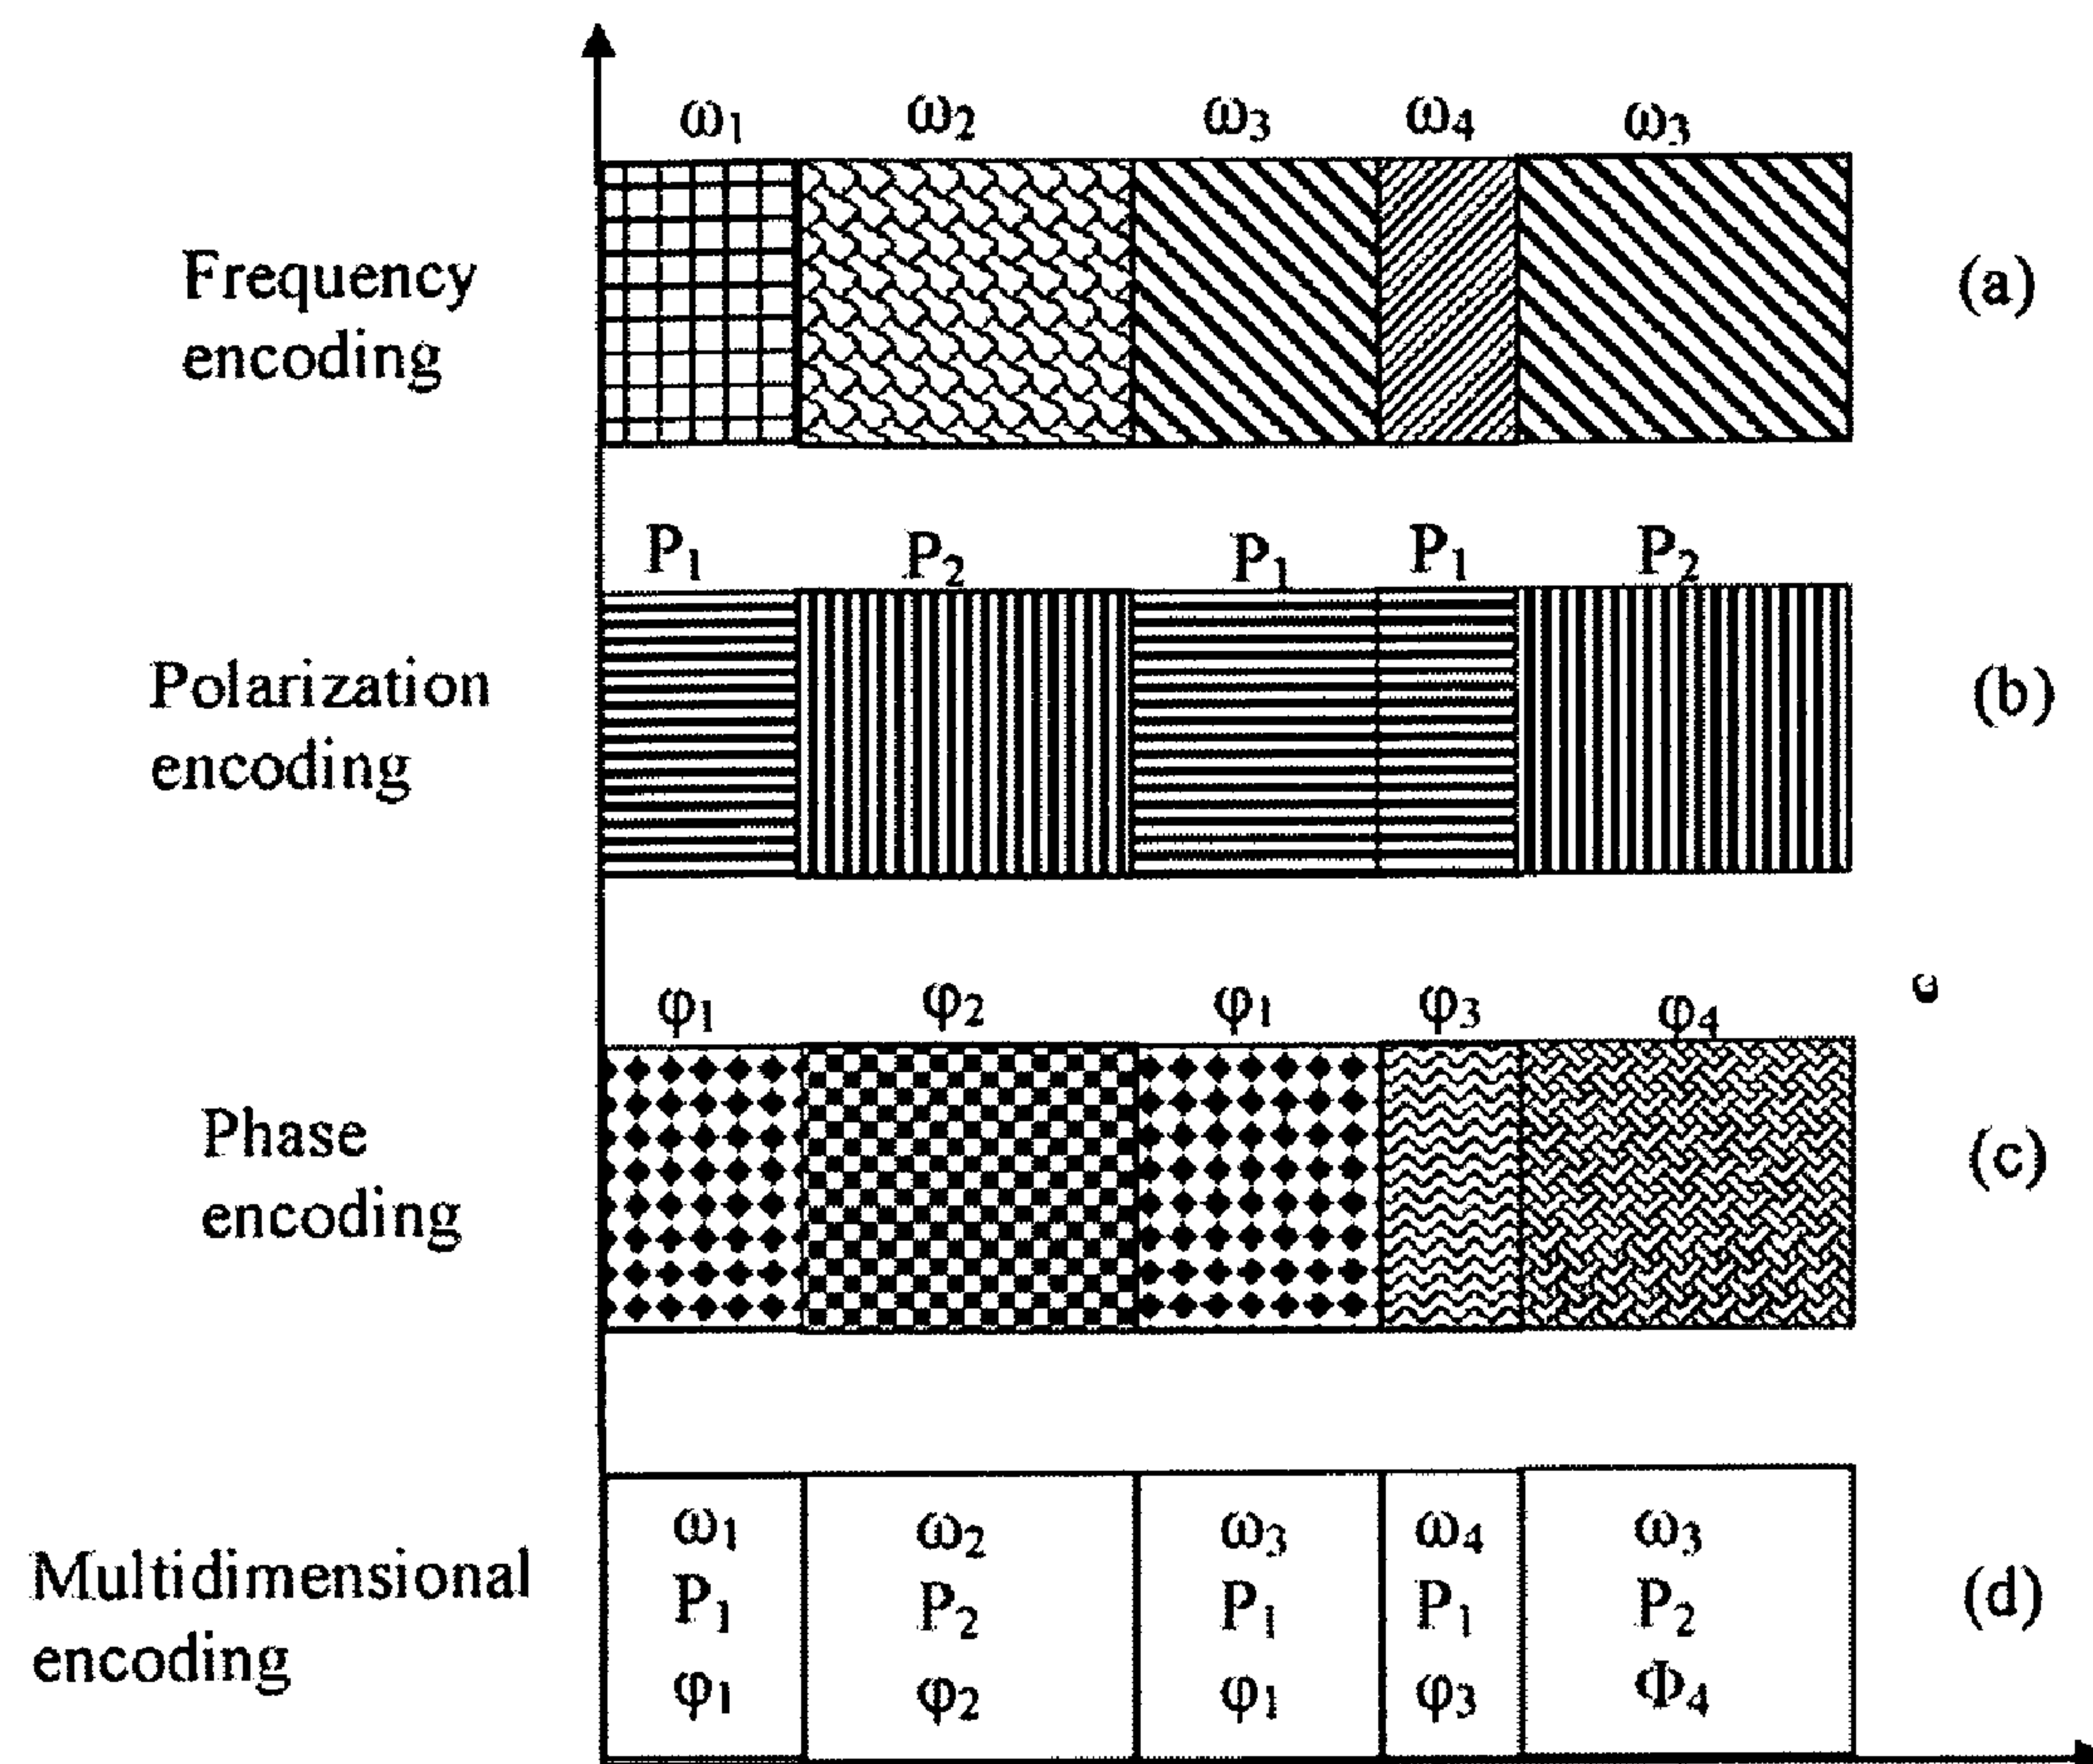 ω₁ ω₂ ω₃ ω₄ ω₃
Frequency
encoding
(a)
P₁ P₂ P₁ P₁ P₂
Polarization
encoding
(b)
φ₁ φ₂ φ₁ φ₃ φ₄
Phase
encoding
(c)
Multidimensional
encoding
ω₁ ω₂ ω₃ ω₄ ω₃
P₁ P₂ P₁ P₁ P₂
φ₁ φ₂ φ₁ φ₃ Φ₄
(d)